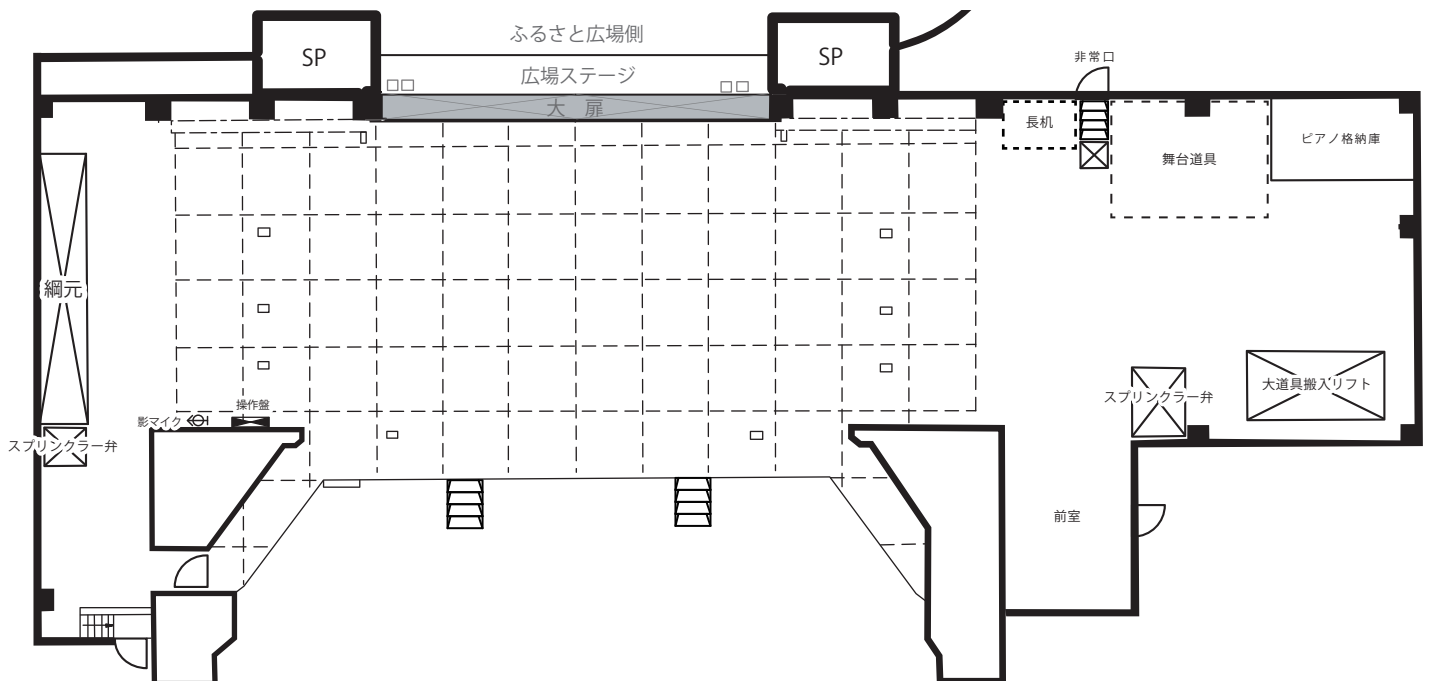 ふるさと広場側
SP
SP
広場ステージ
大 扉
非常口
長机
舞台道具
ピアノ格納庫
綱元
大道具搬入リフト
スプリンクラー弁
操作盤
影マイク
スプリンクラー弁
前室